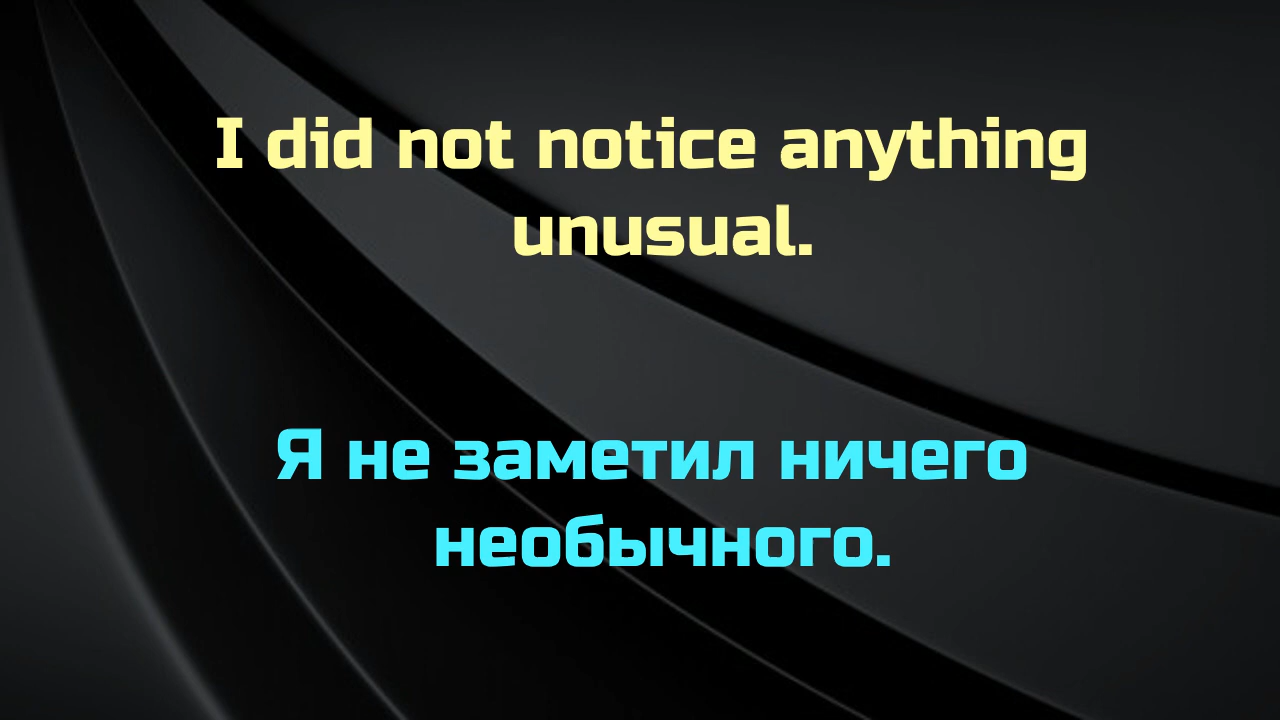 I did not notice anything
unusual.
Я не заметил ничего
необычного.